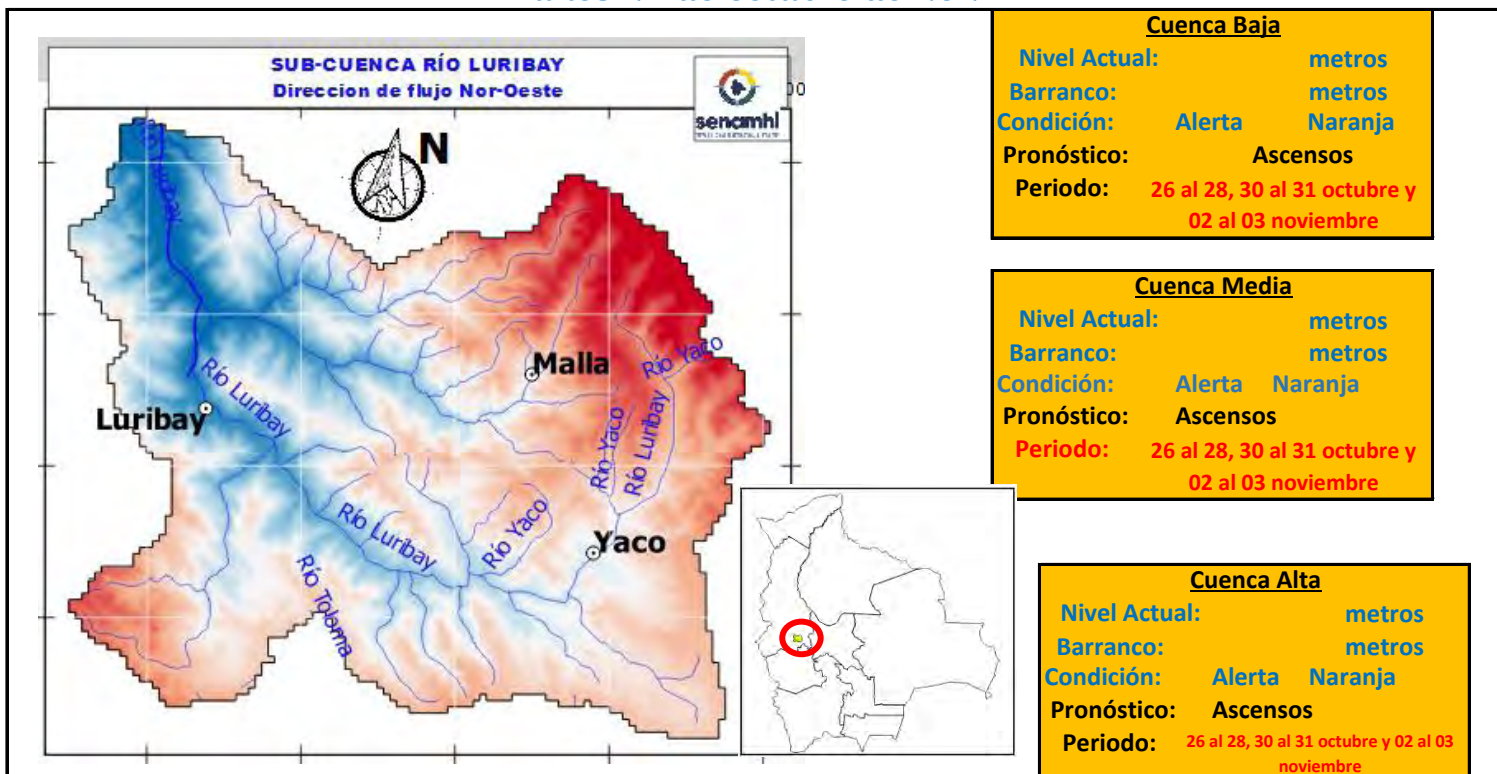 SUB-CUENCA RÍO LURIBAY
Direccion de flujo Nor-Oeste
senamhi
N
Río Luribay
Malla
Río Yaco
Luribay
Río Luribay
Río Yaco
Río Luribay
Río Luribay
Río Yaco
Yaco
Río Tolama
Cuenca Baja
Nivel Actual: metros
Barranco: metros
Condición: Alerta Naranja
Pronóstico: Ascensos
Periodo: 26 al 28, 30 al 31 octubre y
02 al 03 noviembre
Cuenca Media
Nivel Actual: metros
Barranco: metros
Condición: Alerta Naranja
Pronóstico: Ascensos
Periodo: 26 al 28, 30 al 31 octubre y
02 al 03 noviembre
Cuenca Alta
Nivel Actual: metros
Barranco: metros
Condición: Alerta Naranja
Pronóstico: Ascensos
Periodo: 26 al 28, 30 al 31 octubre y 02 al 03
noviembre